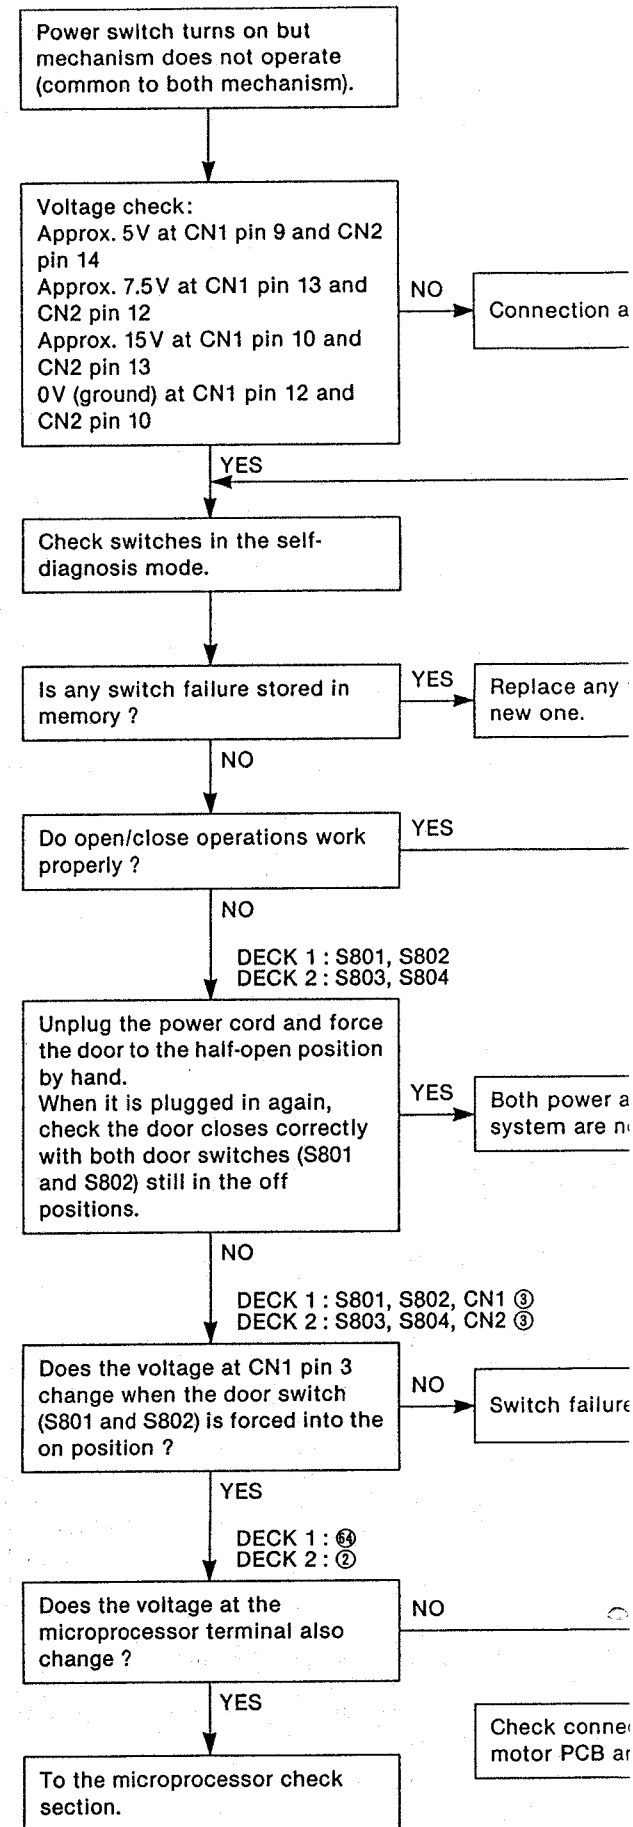 Power switch turns on but
mechanism does not operate
(common to both mechanism).
Voltage check:
Approx. 5V at CN1 pin 9 and CN2
pin 14
Approx. 7.5V at CN1 pin 13 and
CN2 pin 12
Approx. 15V at CN1 pin 10 and
CN2 pin 13
0V (ground) at CN1 pin 12 and
CN2 pin 10
NO
Connection a
YES
Check switches in the self-
diagnosis mode.
Is any switch failure stored in
memory ?
YES
Replace any
new one.
NO
Do open/close operations work
properly ?
YES
NO
DECK 1 : S801, S802
DECK 2 : S803, S804
Unplug the power cord and force
the door to the half-open position
by hand.
When it is plugged in again,
check the door closes correctly
with both door switches (S801
and S802) still in the off
positions.
YES
Both power a
system are n
NO
DECK 1 : S801, S802, CN1 ③
DECK 2 : S803, S804, CN2 ③
Does the voltage at CN1 pin 3
change when the door switch
(S801 and S802) is forced into the
on position ?
NO
Switch failure
YES
DECK 1 : 64
DECK 2 : ②
Does the voltage at the
microprocessor terminal also
change ?
NO
YES
Check connec
motor PCB an
To the microprocessor check
section.